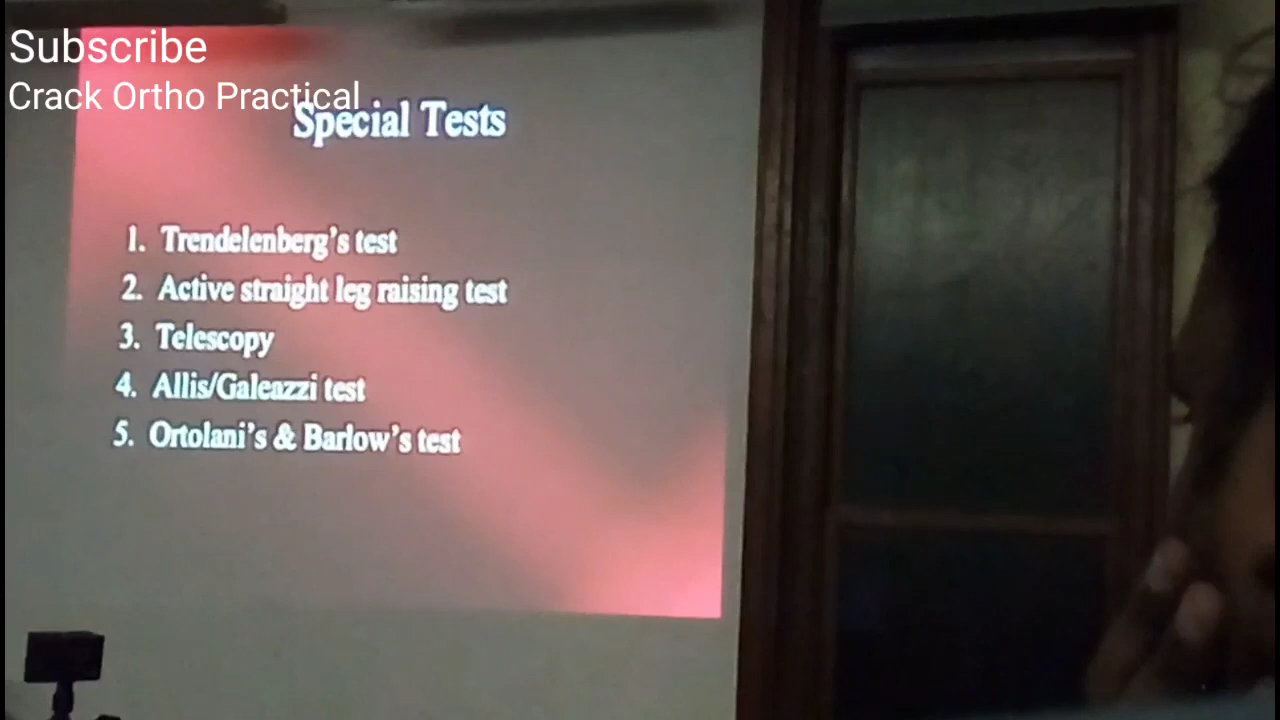 Subscribe
Crack Ortho Practical
Special Tests
1. Trendelenberg's test
2. Active straight leg raising test
3. Telescopy
4. Allis/Galeazzi test
5. Ortolani's & Barlow's test